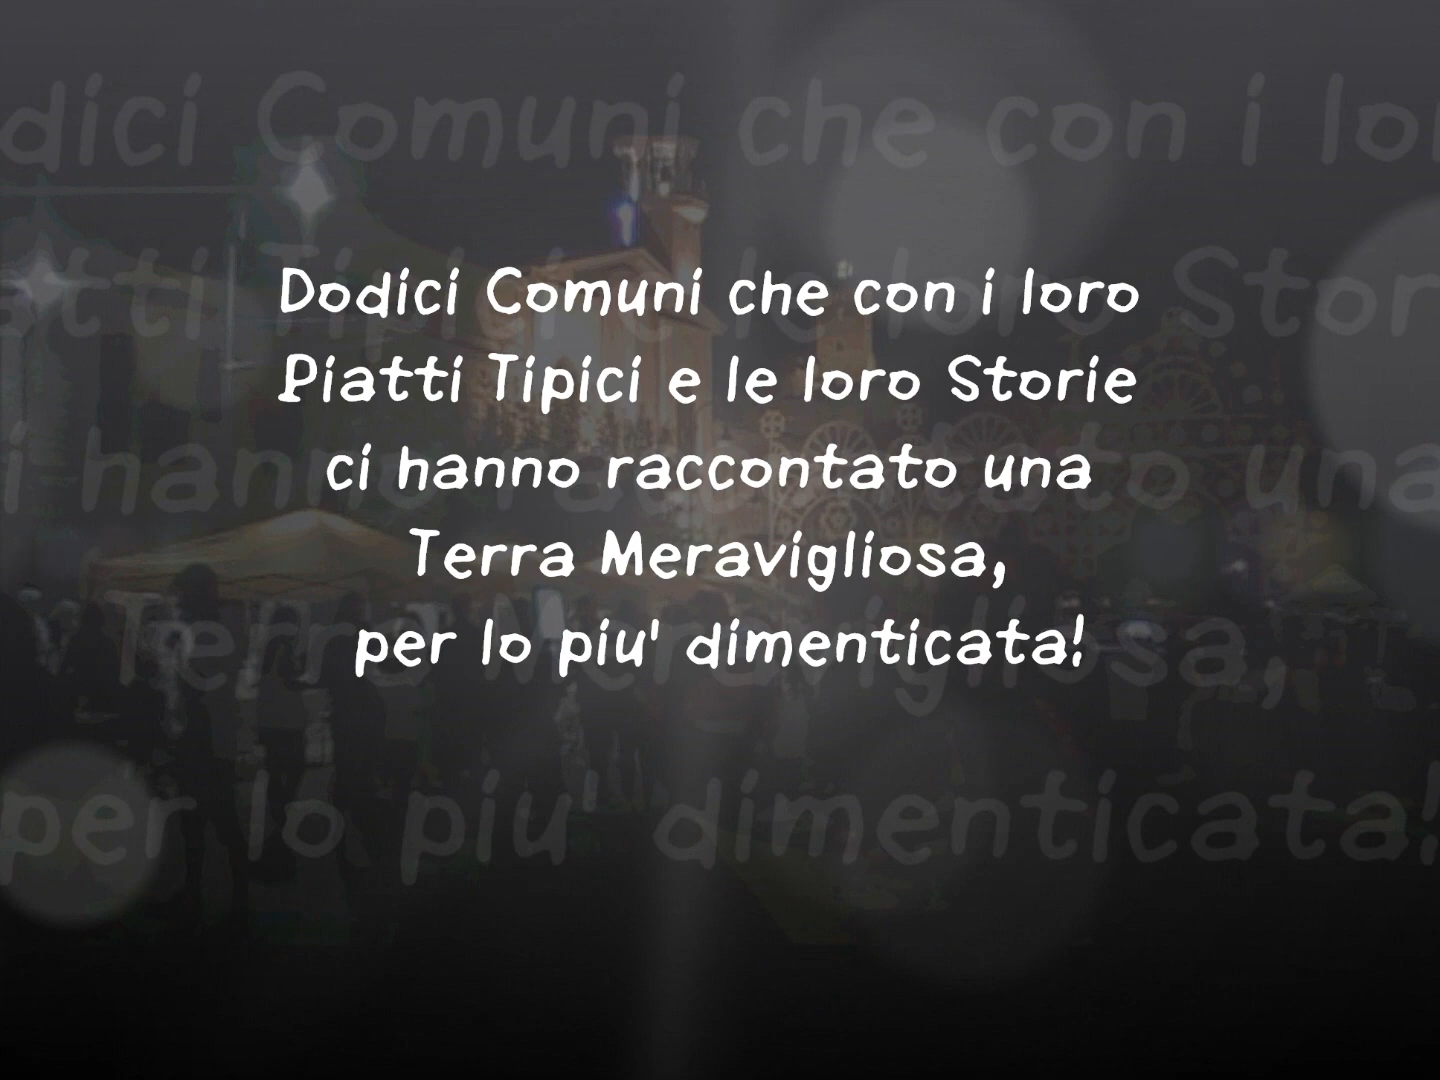 Dodici Comuni che con i loro
Piatti Tipici e le loro Storie
ci hanno raccontato una
Terra Meravigliosa,
per lo piu' dimenticata!